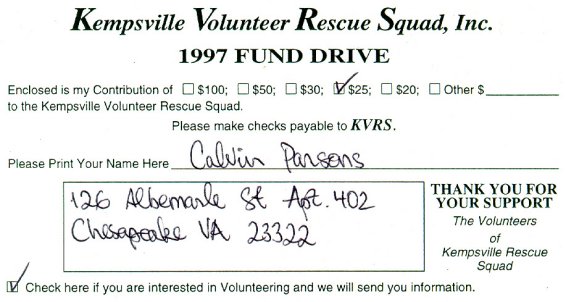 Kempsville Volunteer Rescue Squad, Inc.
1997 FUND DRIVE
Enclosed is my Contribution of ☐ $100; ☐ $50; ☐ $30; ☑ $25; ☐ $20; ☐ Other $
to the Kempsville Volunteer Rescue Squad.
Please make checks payable to KVRS.
Please Print Your Name Here Calvin Parsons
126 Albemarle St Apt. 402
Chesapeake VA 23322
THANK YOU FOR
YOUR SUPPORT
The Volunteers
of
Kempsville Rescue
Squad
☑ Check here if you are interested in Volunteering and we will send you information.